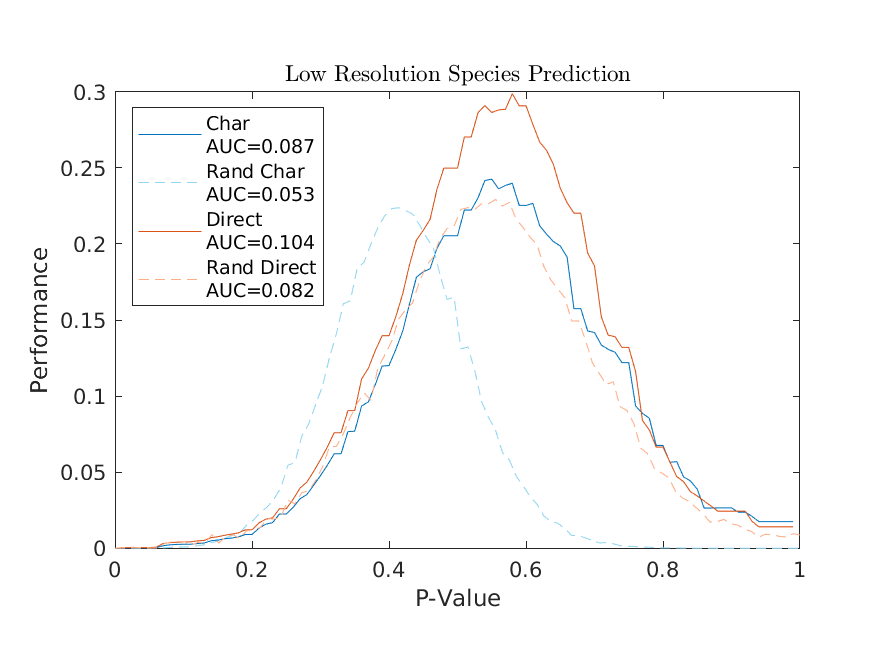 Low Resolution Species Prediction
0.3
0.25
0.2
0.15
0.1
0.05
0
Performance
Char
AUC=0.087
Rand Char
AUC=0.053
Direct
AUC=0.104
Rand Direct
AUC=0.082
0
0.2
0.4
0.6
0.8
1
P-Value